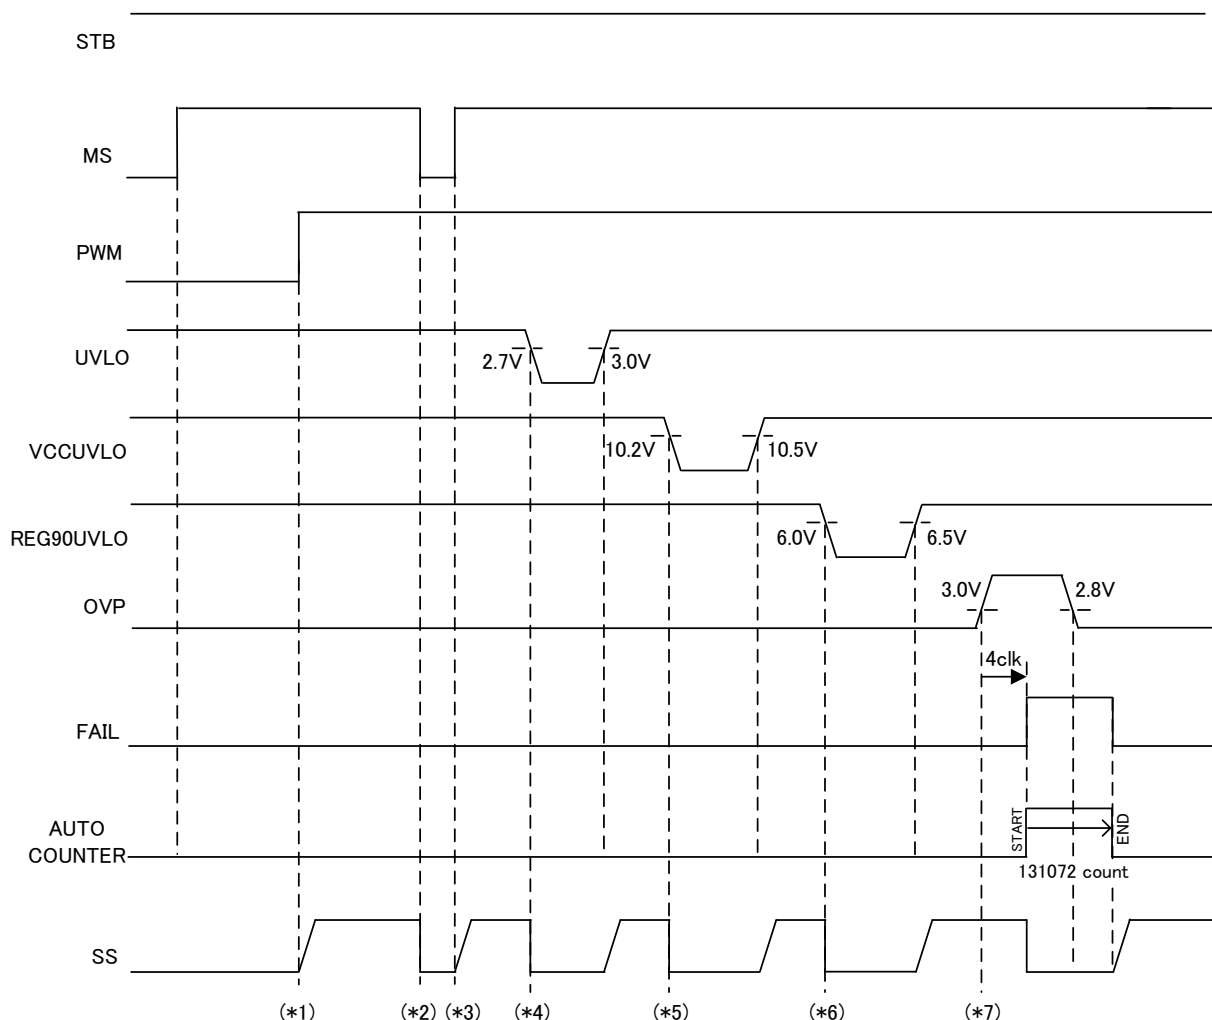 STB
MS
PWM
UVLO
2.7V
3.0V
VCCUVLO
10.2V
10.5V
REG90UVLO
6.0V
6.5V
OVP
3.0V
2.8V
4clk
FAIL
AUTO
COUNTER
START
END
131072 count
SS
(*1)
(*2)
(*3)
(*4)
(*5)
(*6)
(*7)